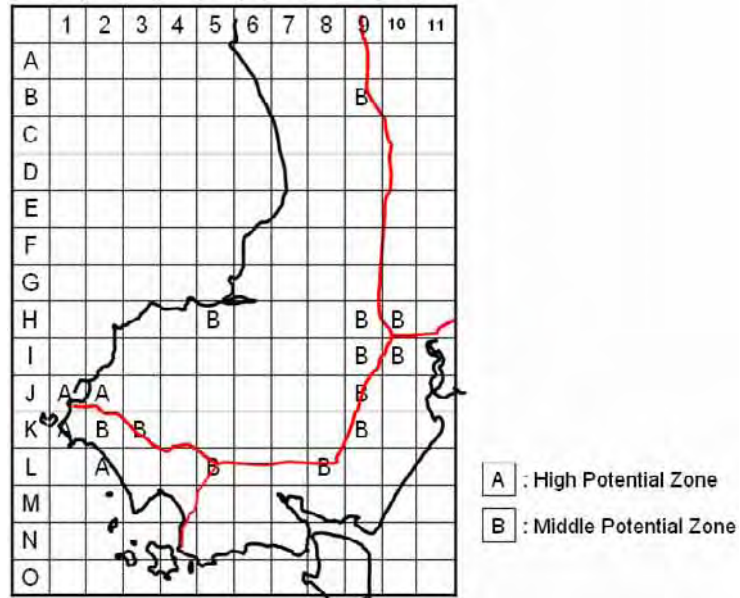 1 2 3 4 5 6 7 8 9 10 11
A
B B
C
D
E
F
G
H B B B
I B B
J A A B
K A B B B
L A B B
M
N
O
A : High Potential Zone
B : Middle Potential Zone